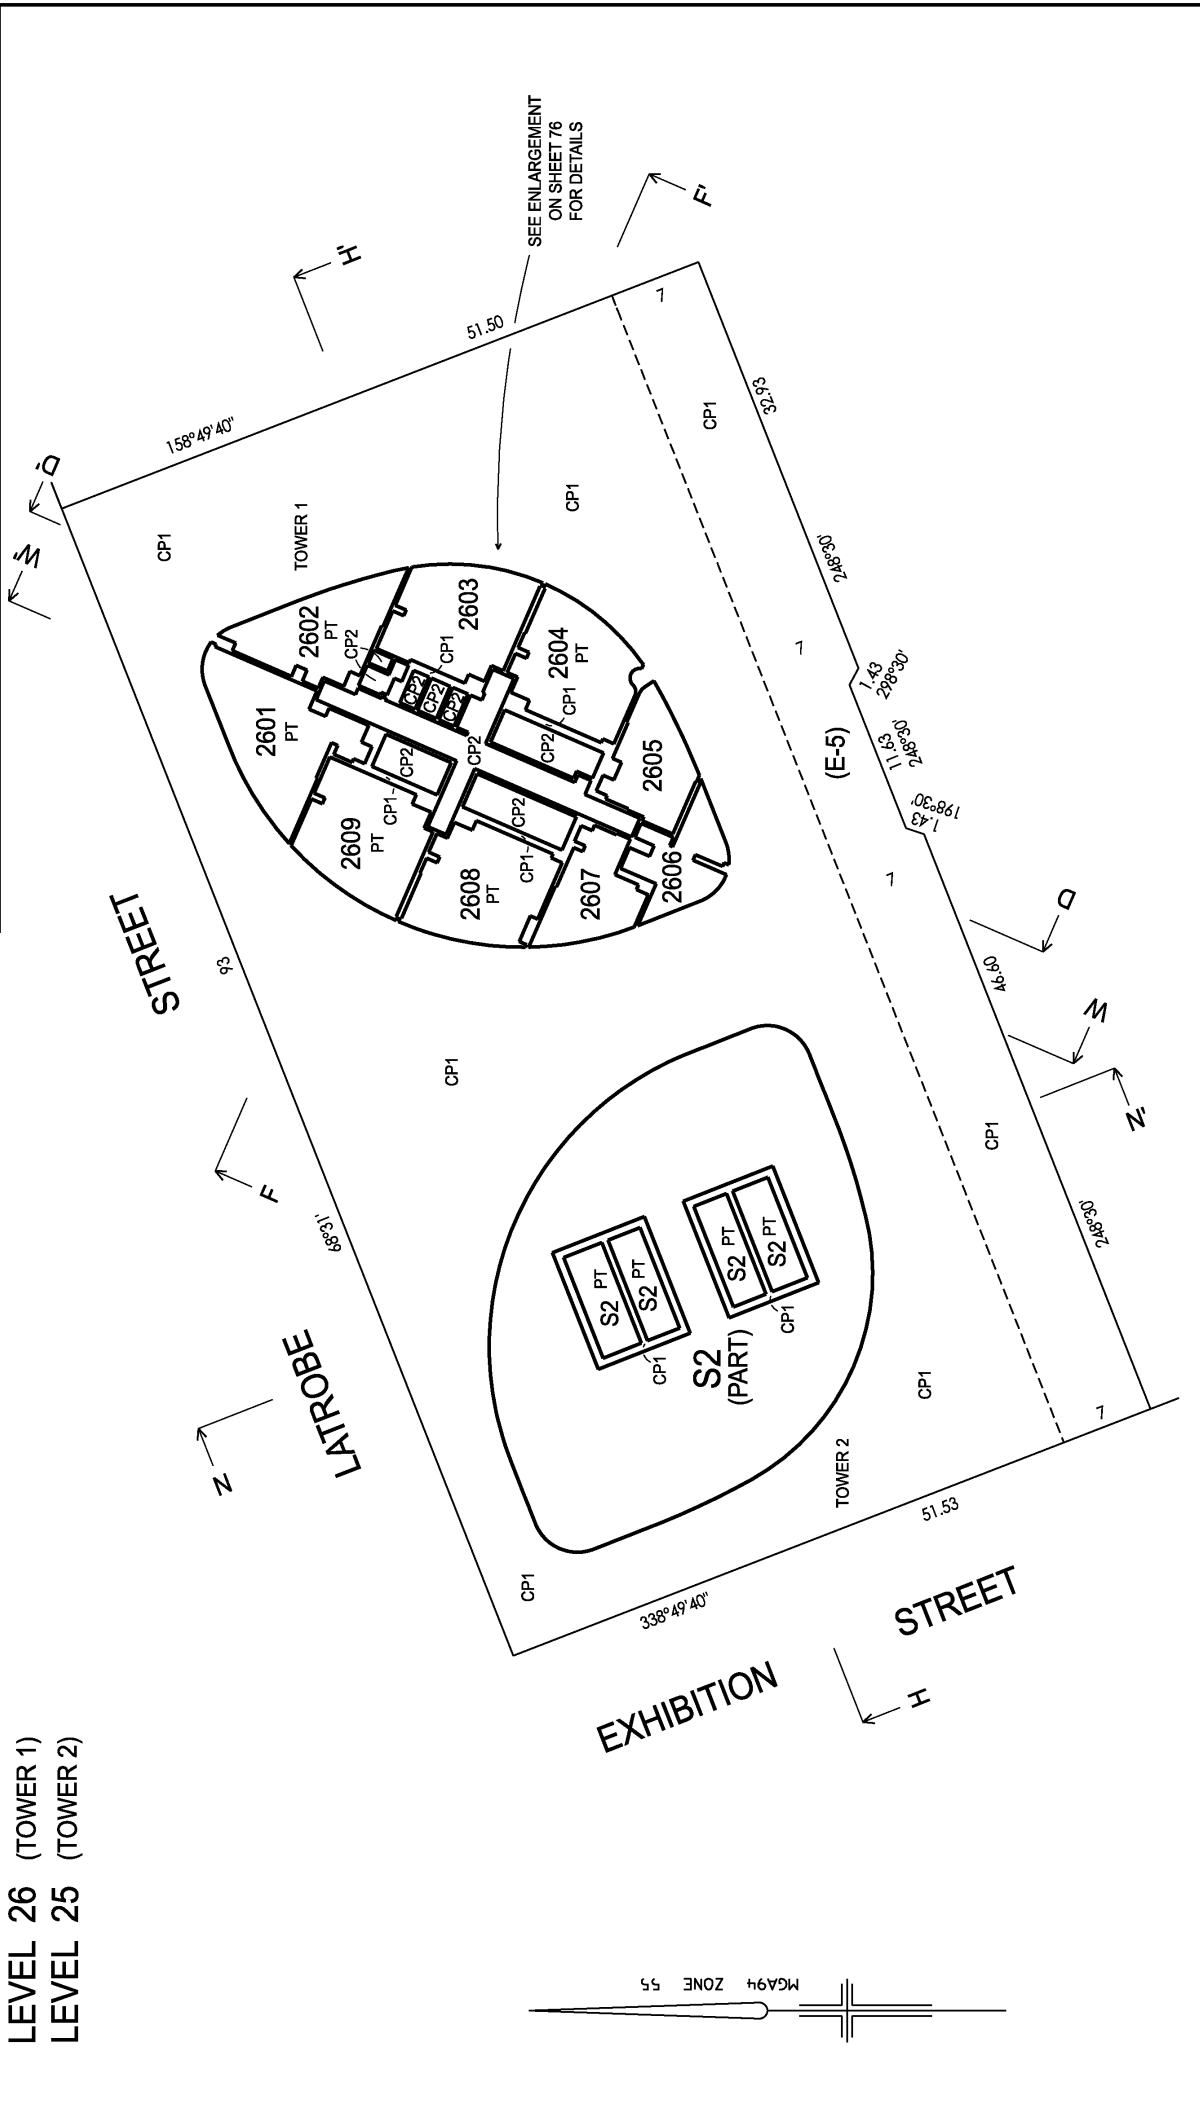 LEVEL 26 (TOWER 1)
LEVEL 25 (TOWER 2)
SEE ENLARGEMENT
ON SHEET 76
FOR DETAILS
LATROBE STREET
EXHIBITION STREET
H
H'
F
F'
N
N'
D
D'
W
W'
158°49'40"
51.50
93
68°31'
338°49'40"
51.53
7
32.93
248°30'
7
1.43
298°30'
11.63
248°30'
1.43
198°30'
7
46.60
248°30'
7
(E-5)
CP1
CP1
CP1
CP1
CP1
CP1
CP1
TOWER 1
2601
PT
2602
PT
2603
2604
PT
2605
2606
2607
2608
PT
2609
PT
CP2
CP1
CP2
CP2
CP2
CP2
CP1
CP2
CP2
CP1
CP2
CP1
TOWER 2
S2
(PART)
S2 PT
S2 PT
CP1
S2 PT
S2 PT
CP1
MGA94 ZONE 55